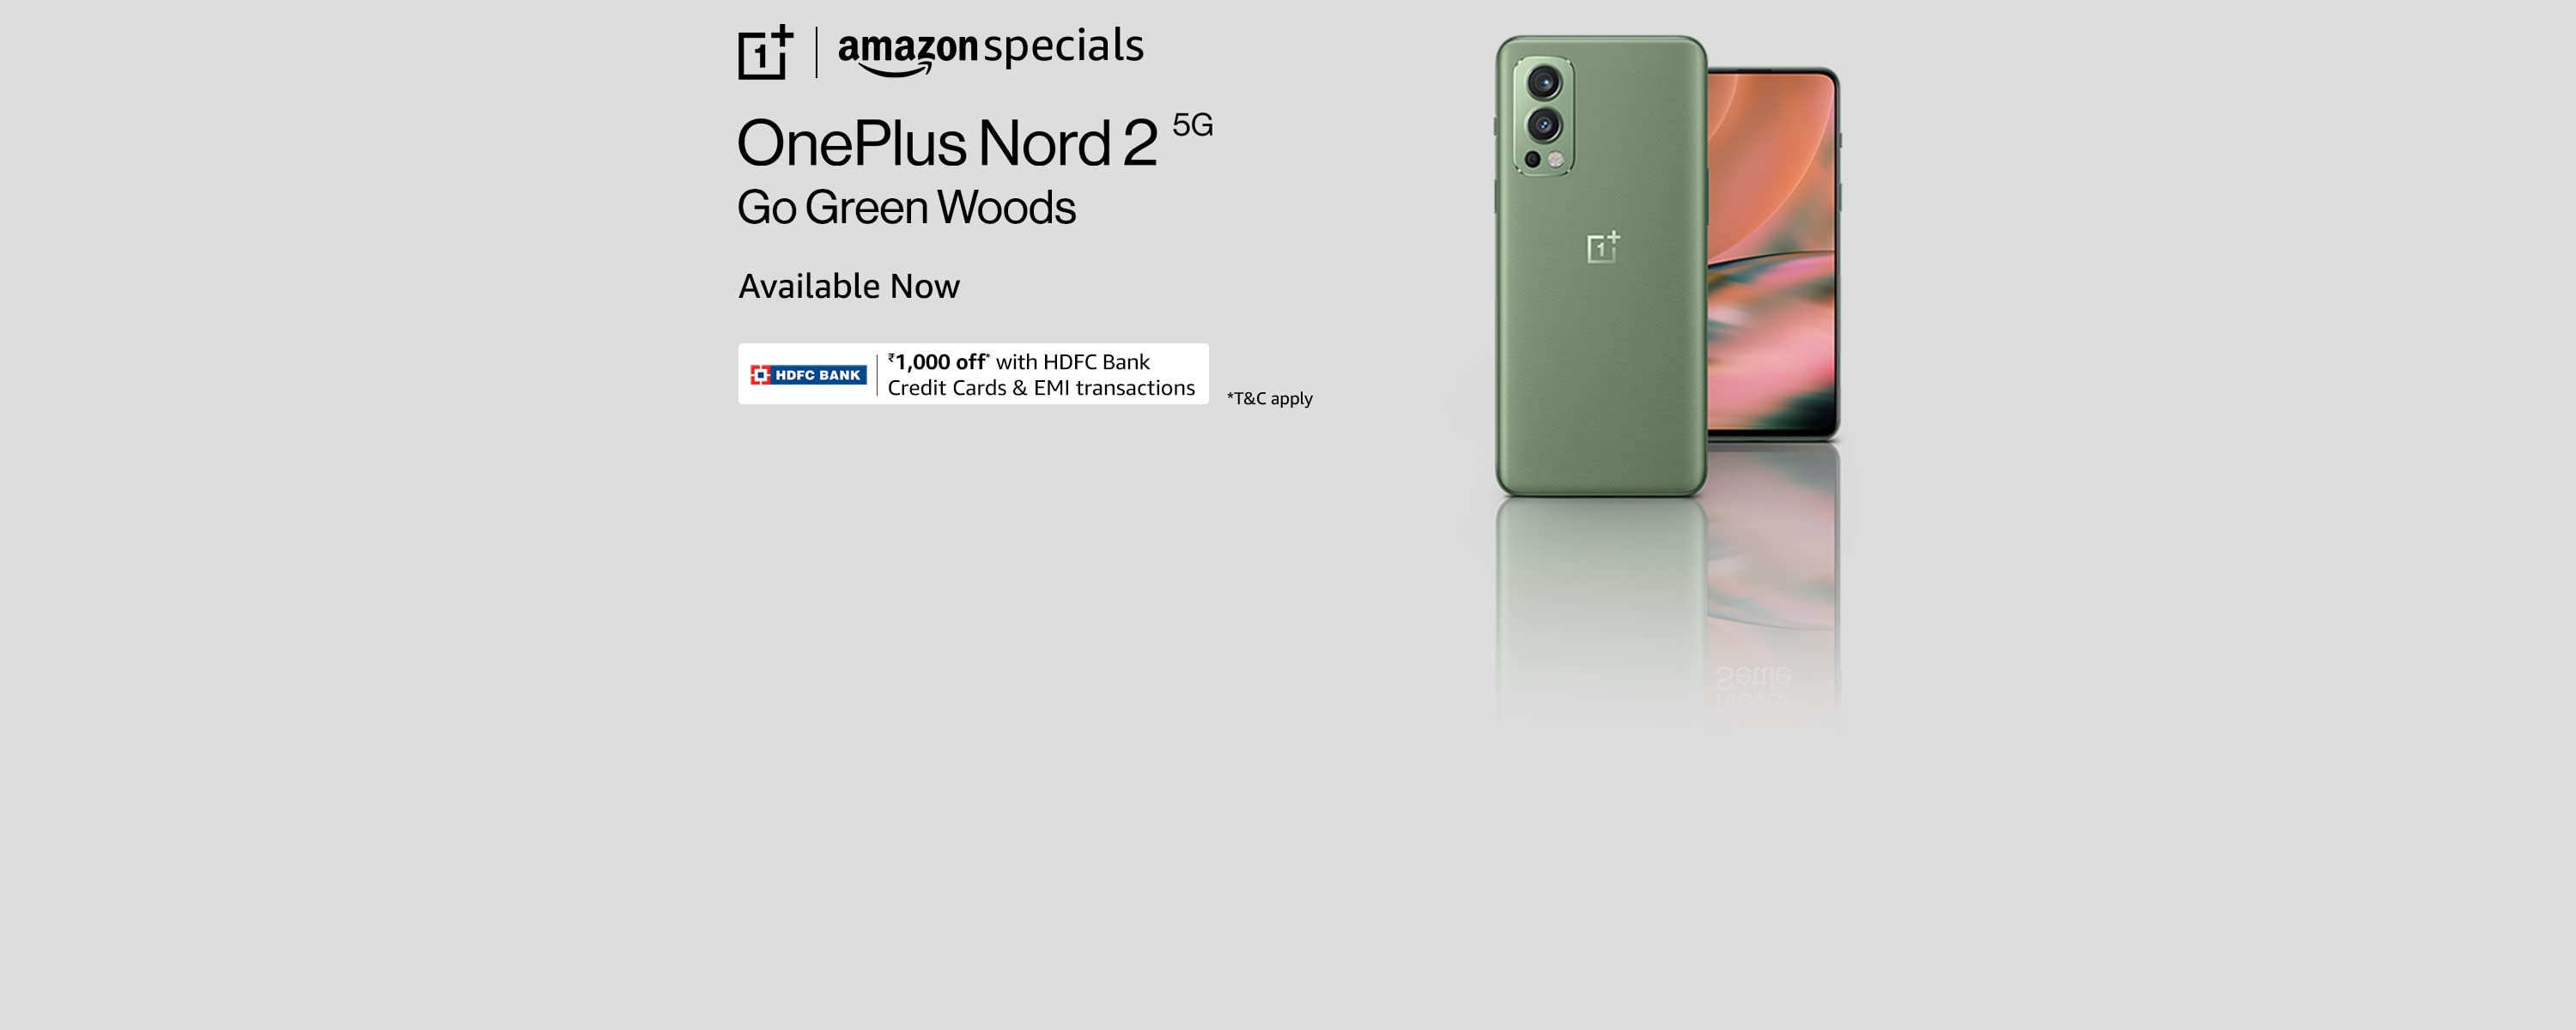 1+ amazon specials
OnePlus Nord 2 5G
Go Green Woods
Available Now
HDFC BANK
₹1,000 off* with HDFC Bank
Credit Cards & EMI transactions
*T&C apply
1+